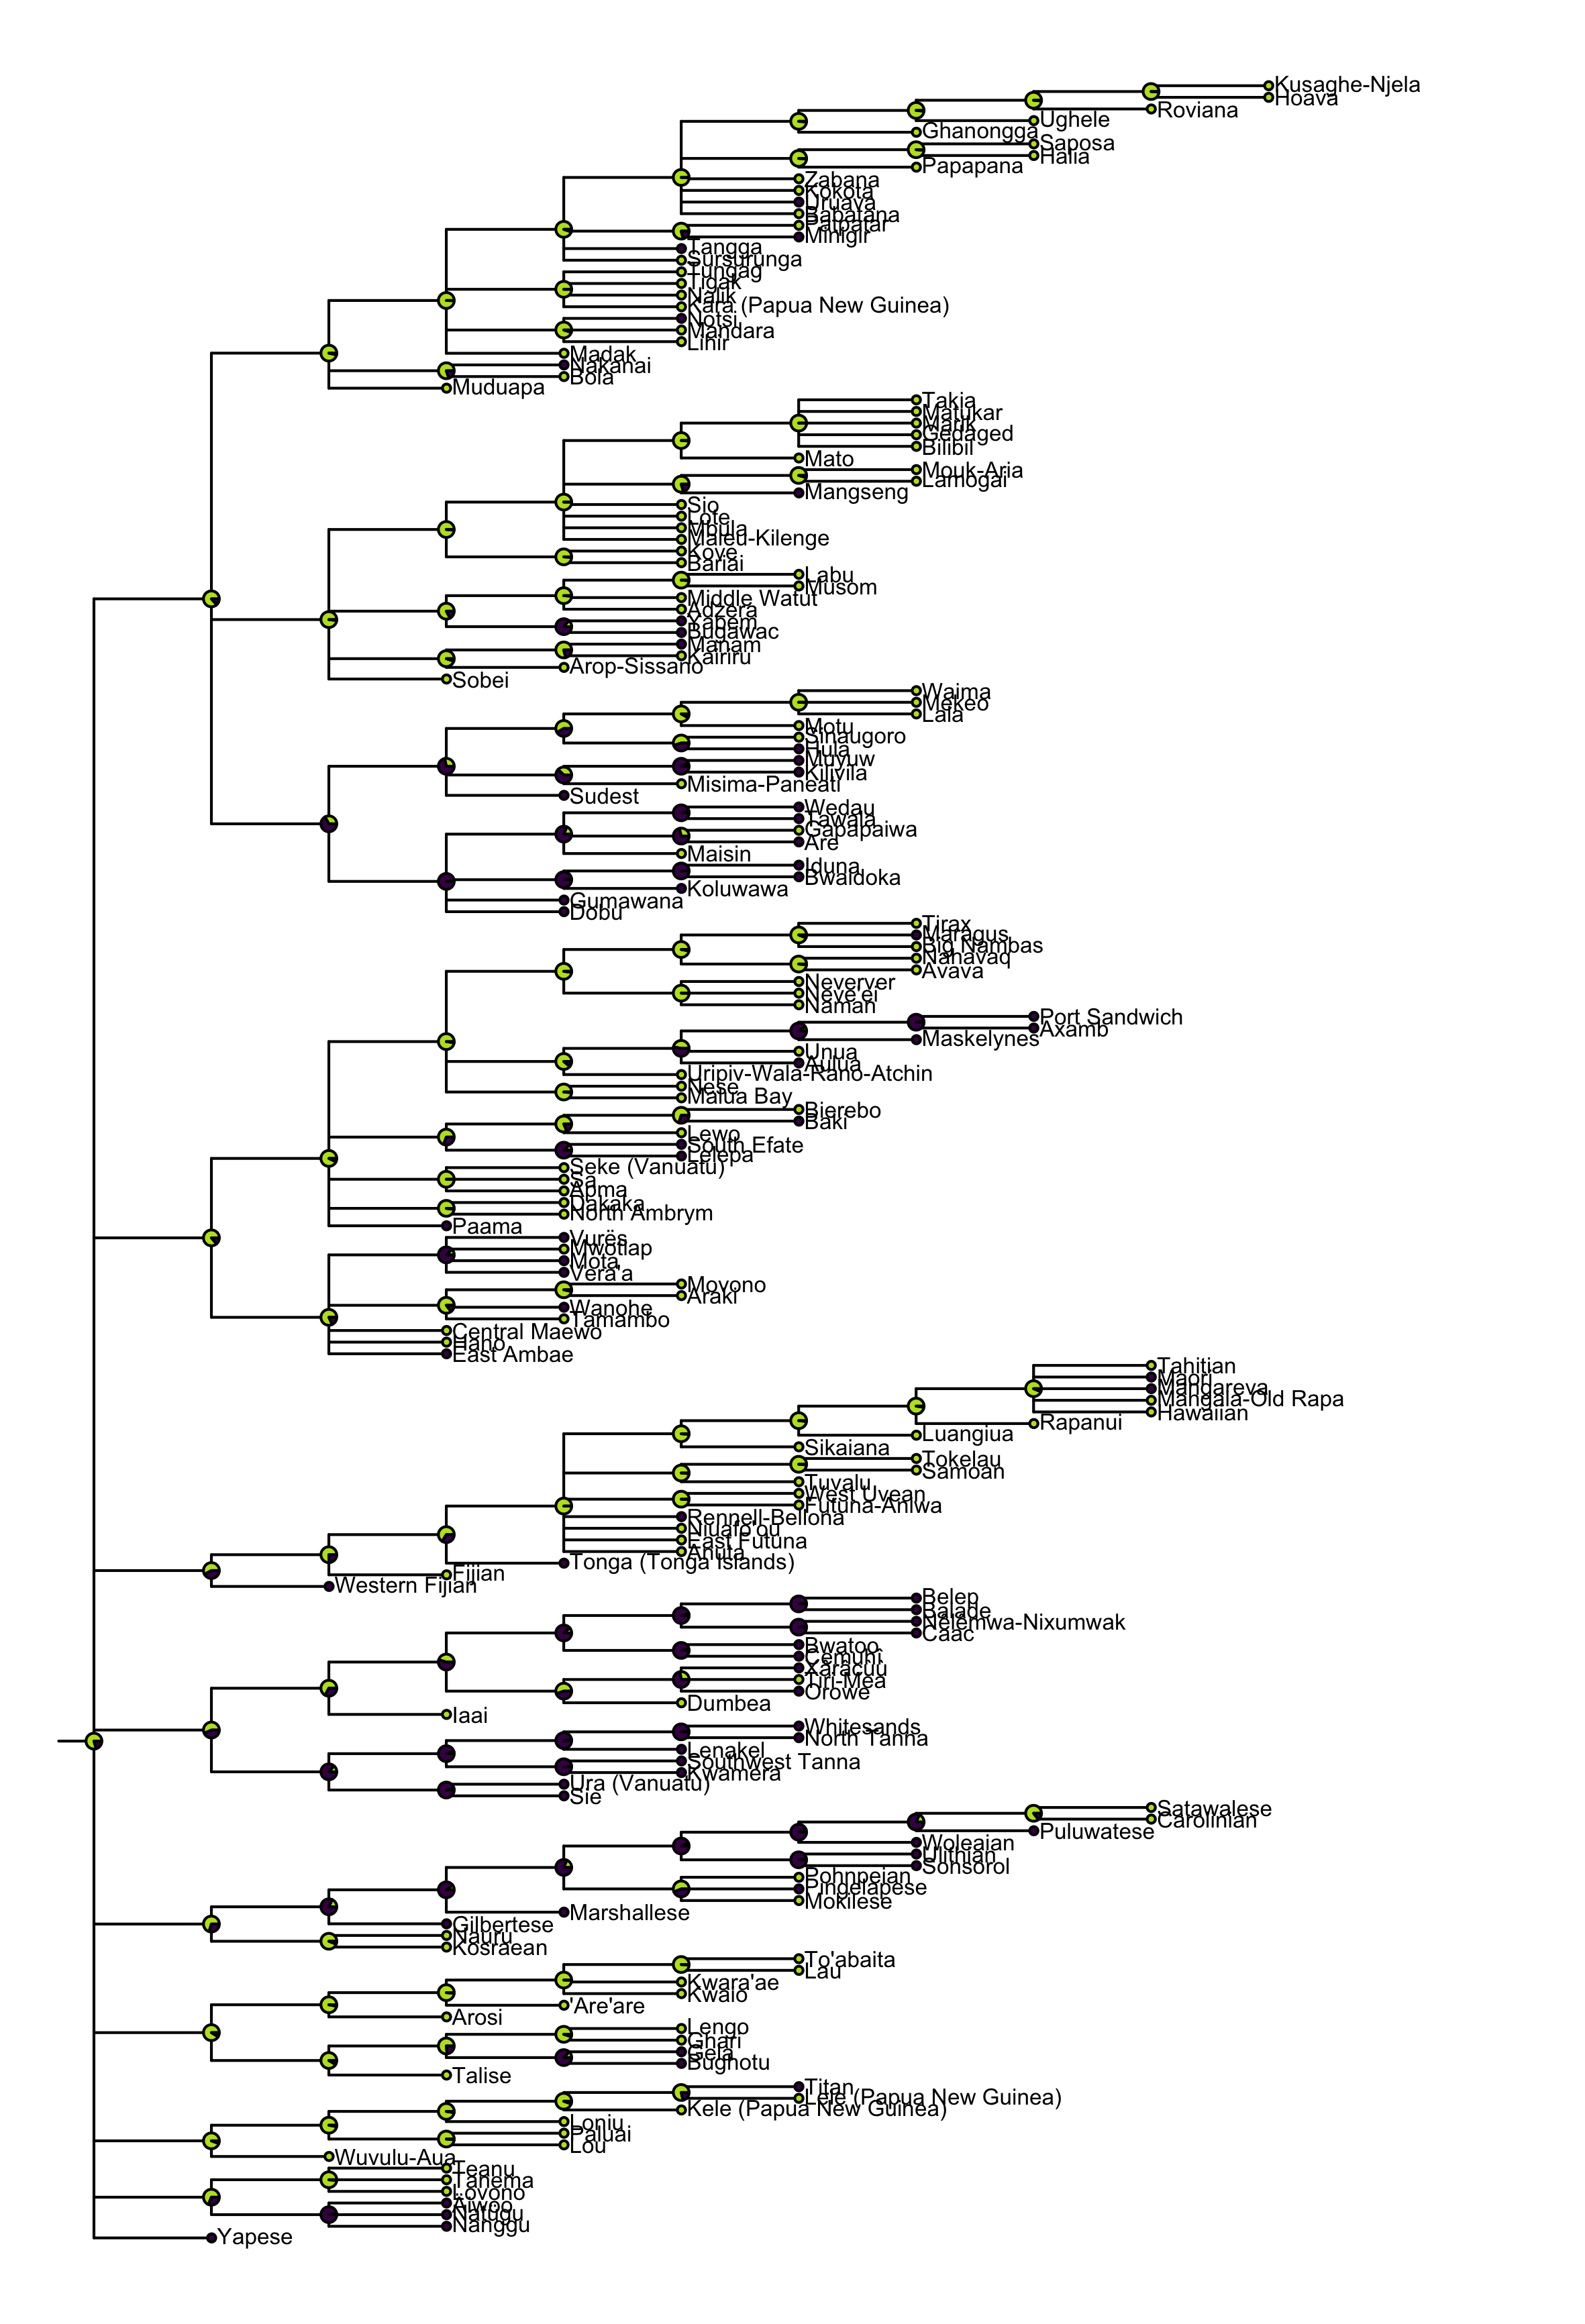 Kusaghe-Njela
Hoava
Roviana
Ughele
Ghanongga
Saposa
Halia
Papapana
Zabana
Kokota
Uruava
Babatana
Patpatar
Minigir
Tangga
Sursurunga
Tungag
Tigak
Nalik
Kara (Papua New Guinea)
Notsi
Mandara
Lihir
Madak
Nakanai
Bola
Muduapa
Takia
Matukar
Marik
Gedaged
Bilibil
Mato
Mouk-Aria
Lamogai
Mangseng
Sio
Lote
Mbula
Maleu-Kilenge
Kove
Bariai
Labu
Musom
Middle Watut
Adzera
Yabem
Bugawac
Manam
Kairiru
Arop-Sissano
Sobei
Waima
Mekeo
Lala
Motu
Sinaugoro
Hula
Muyuw
Kilivila
Misima-Paneati
Sudest
Wedau
Tawala
Gapapaiwa
Are
Maisin
Iduna
Bwaidoka
Koluwawa
Gumawana
Dobu
Tirax
Maragus
Big Nambas
Nahavaq
Avava
Neverver
Neve'ei
Naman
Port Sandwich
Axamb
Maskelynes
Unua
Aulua
Uripiv-Wala-Rano-Atchin
Nese
Malua Bay
Bierebo
Baki
Lewo
South Efate
Lelepa
Seke (Vanuatu)
Sa
Apma
Dakaka
North Ambrym
Paama
Vurës
Mwotlap
Mota
Vera'a
Movono
Araki
Wanohe
Tamambo
Central Maewo
Hano
East Ambae
Tahitian
Maori
Mangareva
Mangaia-Old Rapa
Hawaiian
Rapanui
Luangiua
Sikaiana
Tokelau
Samoan
Tuvalu
West Uvean
Futuna-Aniwa
Rennell-Bellona
Niuafo'ou
East Futuna
Anuta
Tonga (Tonga Islands)
Fijian
Western Fijian
Belep
Balade
Nêlêmwa-Nixumwak
Caac
Bwatoo
Cemuhî
Xârâcùù
Tiri-Mea
Orowe
Dumbea
Iaai
Whitesands
North Tanna
Lenakel
Southwest Tanna
Kwamera
Ura (Vanuatu)
Sie
Satawalese
Carolinian
Puluwatese
Woleaian
Ulithian
Sonsorol
Pohnpeian
Pingelapese
Mokilese
Marshallese
Gilbertese
Nauru
Kosraean
To'abaita
Lau
Kwara'ae
Kwaio
'Are'are
Arosi
Lengo
Ghari
Gela
Bughotu
Talise
Titan
Lele (Papua New Guinea)
Kele (Papua New Guinea)
Loniu
Paluai
Lou
Wuvulu-Aua
Teanu
Tanema
Lovono
Äiwoo
Natügu
Nanggu
Yapese